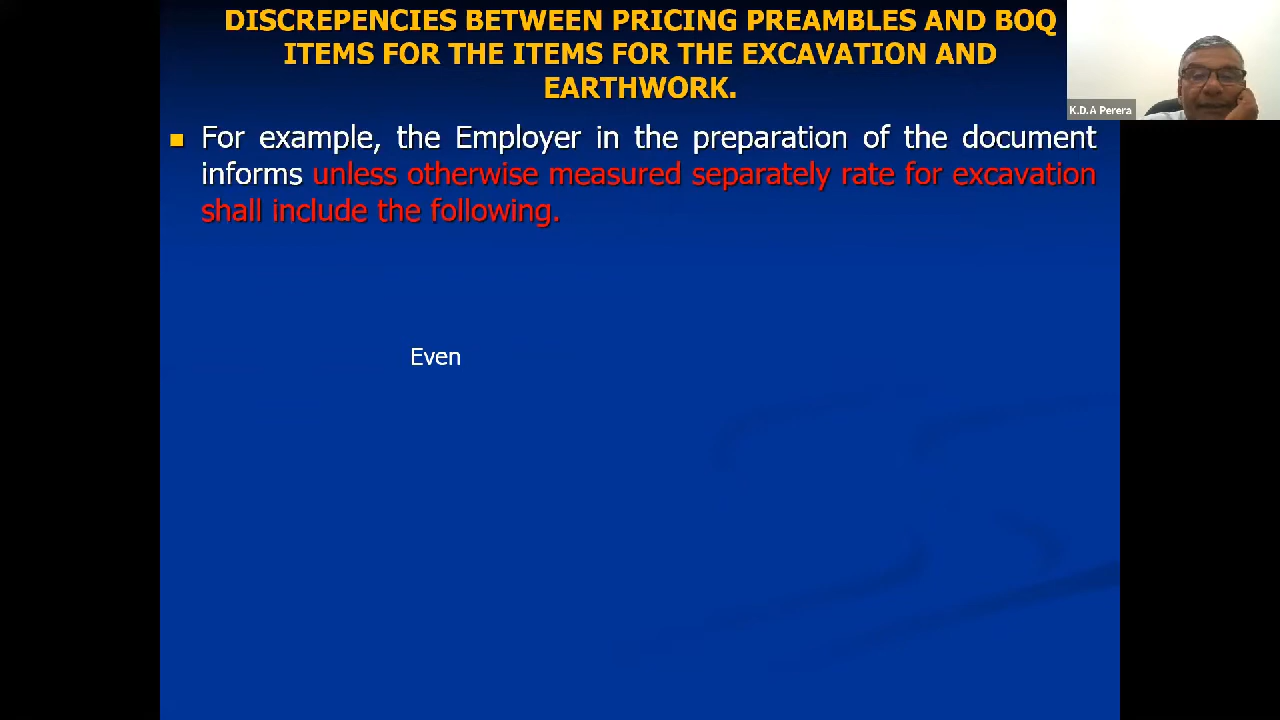 DISCREPENCIES BETWEEN PRICING PREAMBLES AND BOQ
ITEMS FOR THE ITEMS FOR THE EXCAVATION AND
EARTHWORK.
K.D.A Perera
For example, the Employer in the preparation of the document
informs unless otherwise measured separately rate for excavation
shall include the following.
Even